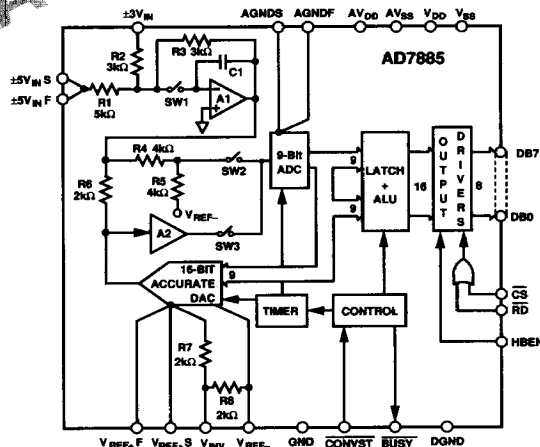 ±3VIN AGNDS AGNDF AVDD AVSS VDD VSS
AD7885
R3 3kΩ
R2
3kΩ
C1
±5VIN S
±5VIN F
R1
5kΩ
SW1
A1
R4 4kΩ
SW2
R5
4kΩ
VREF–
R6
2kΩ
A2
SW3
9-Bit
ADC
9
9
LATCH
+
ALU
16
OUTPUT
DRIVERS
8
DB7
DB0
16-BIT
ACCURATE
DAC
9
TIMER
CONTROL
CS
RD
HBEN
R7
2kΩ
R8
2kΩ
VREF+ F VREF+ S VINV VREF– GND CONVST BUSY DGND